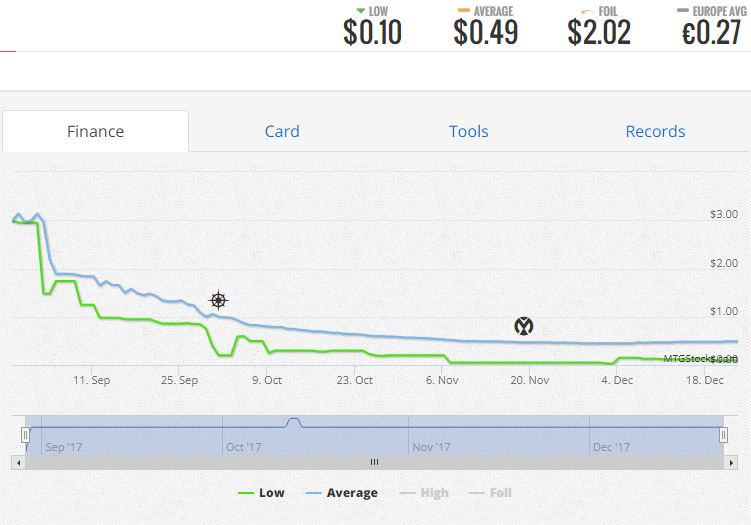 LOW AVERAGE FOIL EUROPE AVG
$0.10 $0.49 $2.02 €0.27
Finance Card Tools Records
$3.00
$2.00
$1.00
MTGStocks $0.00
11. Sep 25. Sep 9. Oct 23. Oct 6. Nov 20. Nov 4. Dec 18. Dec
Sep '17 Oct '17 Nov '17 Dec '17
Low Average High Foil